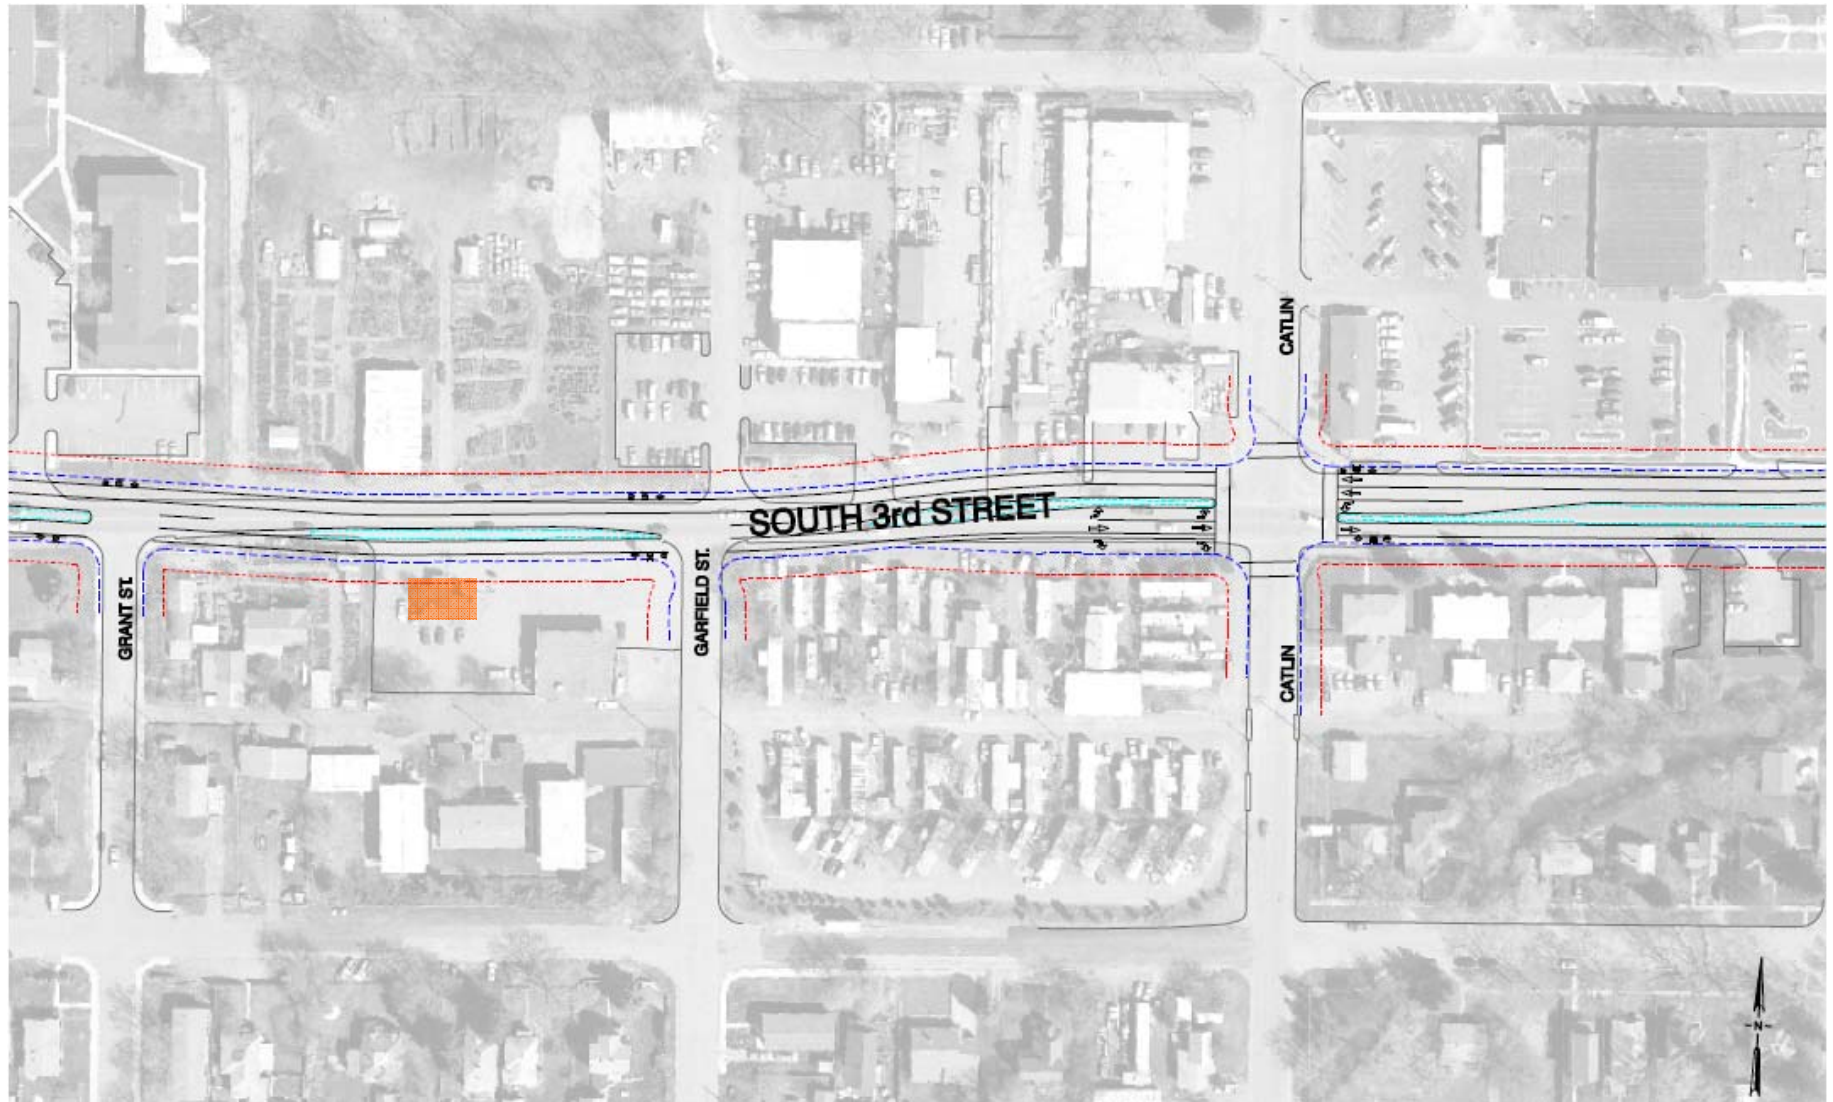 CATLIN
SOUTH 3rd STREET
GRANT ST.
GARFIELD ST.
CATLIN
N